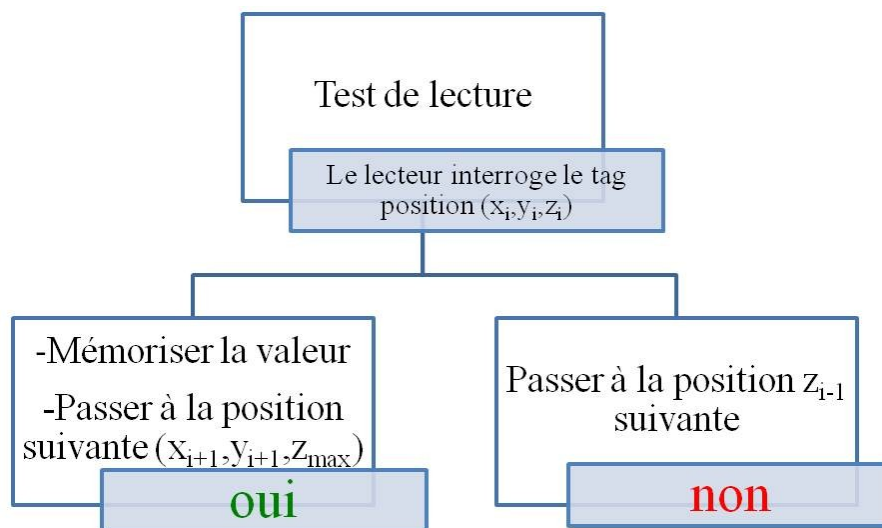 Test de lecture
Le lecteur interroge le tag
position (xᵢ,yᵢ,zᵢ)
-Mémoriser la valeur
-Passer à la position
suivante (xᵢ₊₁,yᵢ₊₁,zₘₐₓ)
oui
Passer à la position zᵢ₋₁
suivante
non